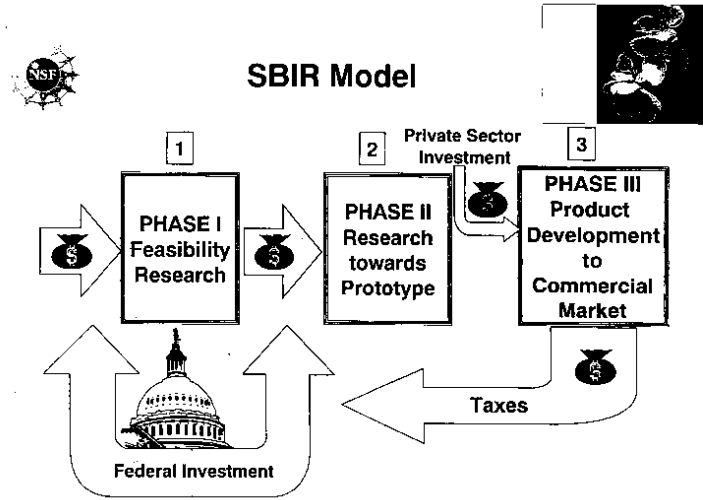 NSF
SBIR Model
1
2
Private Sector
Investment
3
PHASE I
Feasibility
Research
PHASE II
Research
towards
Prototype
PHASE III
Product
Development
to
Commercial
Market
$
$
$
$
Taxes
Federal Investment